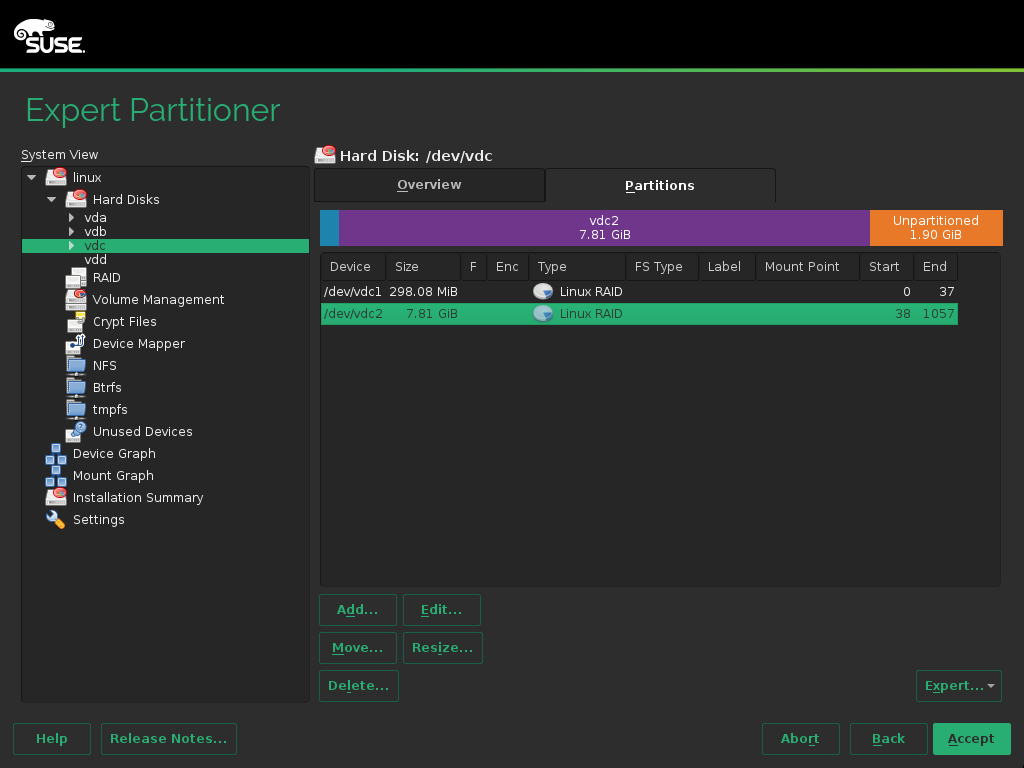 SUSE.
Expert Partitioner
System View
linux
Hard Disks
vda
vdb
vdc
vdd
RAID
Volume Management
Crypt Files
Device Mapper
NFS
Btrfs
tmpfs
Unused Devices
Device Graph
Mount Graph
Installation Summary
Settings
Hard Disk: /dev/vdc
Overview Partitions
vdc2 Unpartitioned
7.81 GiB 1.90 GiB
Device Size F Enc Type FS Type Label Mount Point Start End
/dev/vdc1 298.08 MiB Linux RAID 0 37
/dev/vdc2 7.81 GiB Linux RAID 38 1057
Add... Edit...
Move... Resize...
Delete... Expert...
Help Release Notes... Abort Back Accept